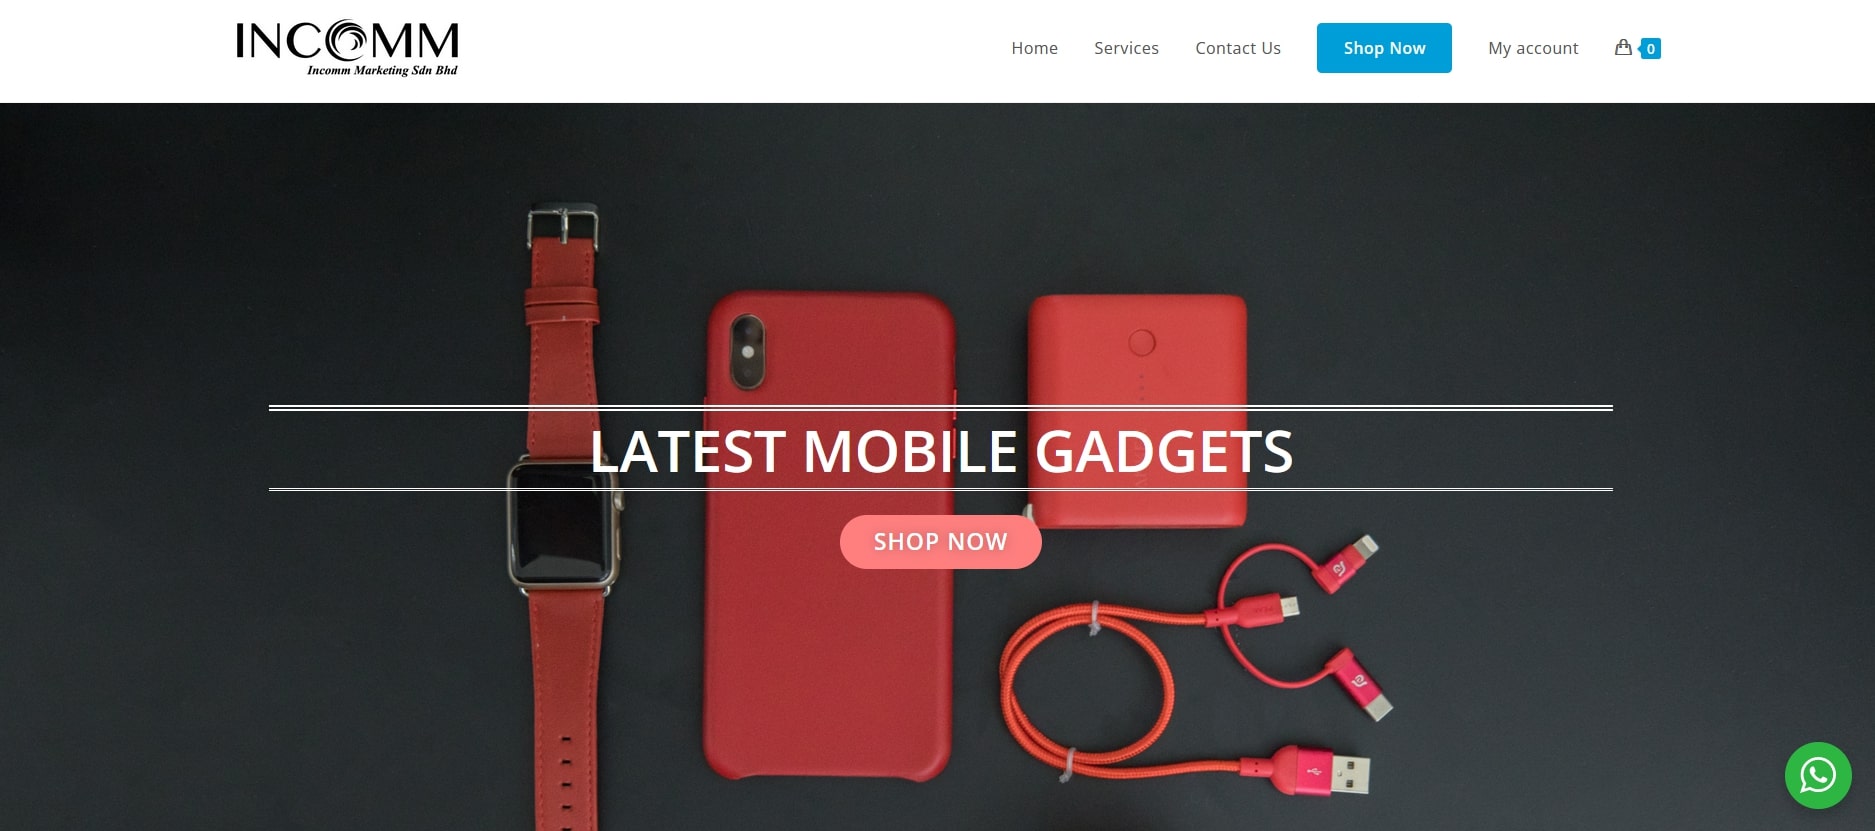 INCOMM
Incomm Marketing Sdn Bhd
Home
Services
Contact Us
Shop Now
My account
0
LATEST MOBILE GADGETS
SHOP NOW